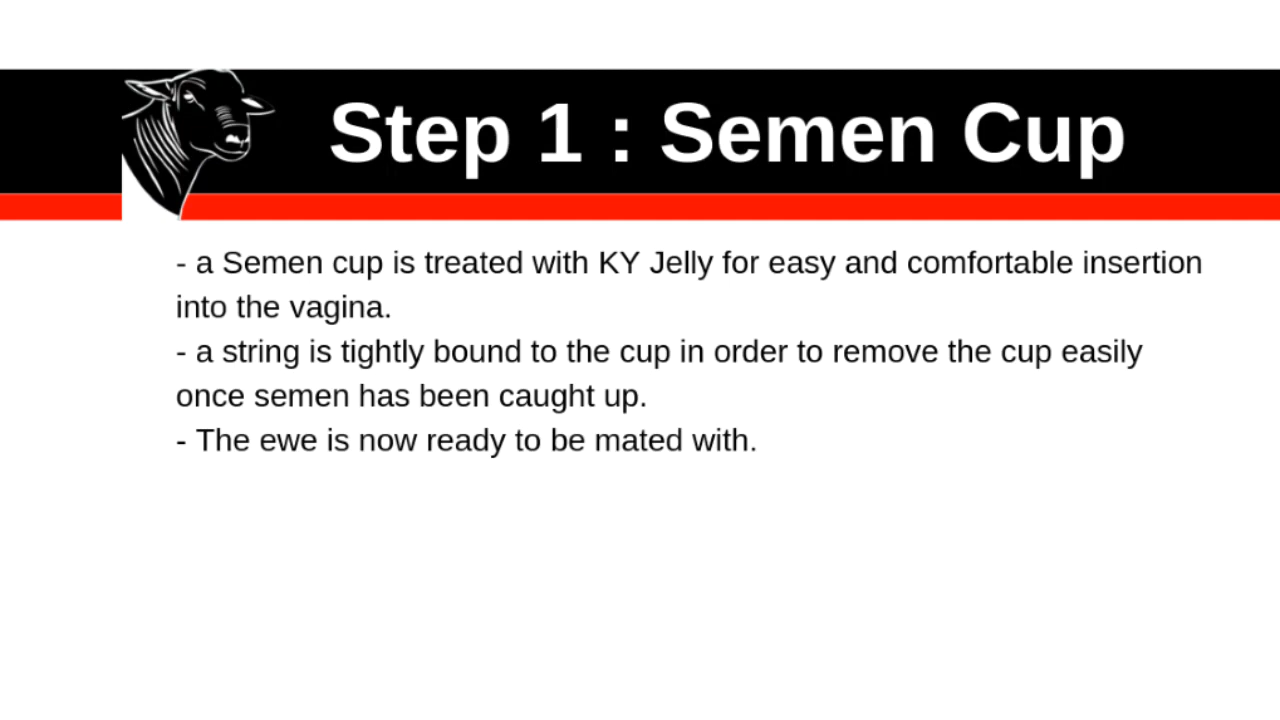 Step 1 : Semen Cup
- a Semen cup is treated with KY Jelly for easy and comfortable insertion
into the vagina.
- a string is tightly bound to the cup in order to remove the cup easily
once semen has been caught up.
- The ewe is now ready to be mated with.